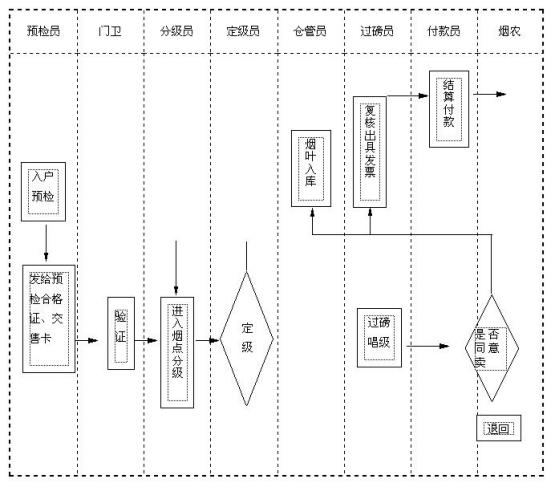 预检员 门卫 分级员 定级员 仓管员 过磅员 付款员 烟农
结算付款
复核出具发票
烟叶入库
入户
预检
发给预
检合格
证、交
售卡
验证
进入烟点分级
定
级
过磅
唱级
是否
同意
卖
退回